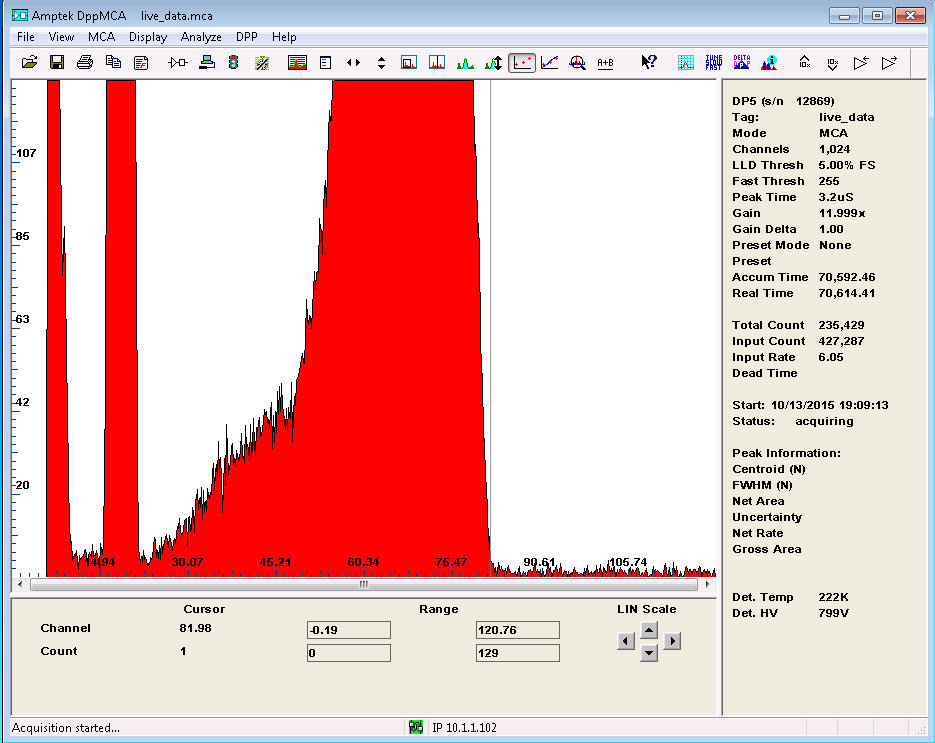 Amptek DppMCA live_data.mca
File View MCA Display Analyze DPP Help
A+B
TUNE SLOW FAST
DELTA
10x
10x
107
85
63
42
20
14.94 30.07 45.21 60.34 75.47 90.61 105.74
DP5 (s/n 12869)
Tag: live_data
Mode MCA
Channels 1,024
LLD Thresh 5.00% FS
Fast Thresh 255
Peak Time 3.2uS
Gain 11.999x
Gain Delta 1.00
Preset Mode None
Preset
Accum Time 70,592.46
Real Time 70,614.41
Total Count 235,429
Input Count 427,287
Input Rate 6.05
Dead Time
Start: 10/13/2015 19:09:13
Status: acquiring
Peak Information:
Centroid (N)
FWHM (N)
Net Area
Uncertainty
Net Rate
Gross Area
Det. Temp 222K
Det. HV 799V
Cursor Range LIN Scale
Channel 81.98 -0.19 120.76
Count 1 0 129
Acquisition started... IP 10.1.1.102